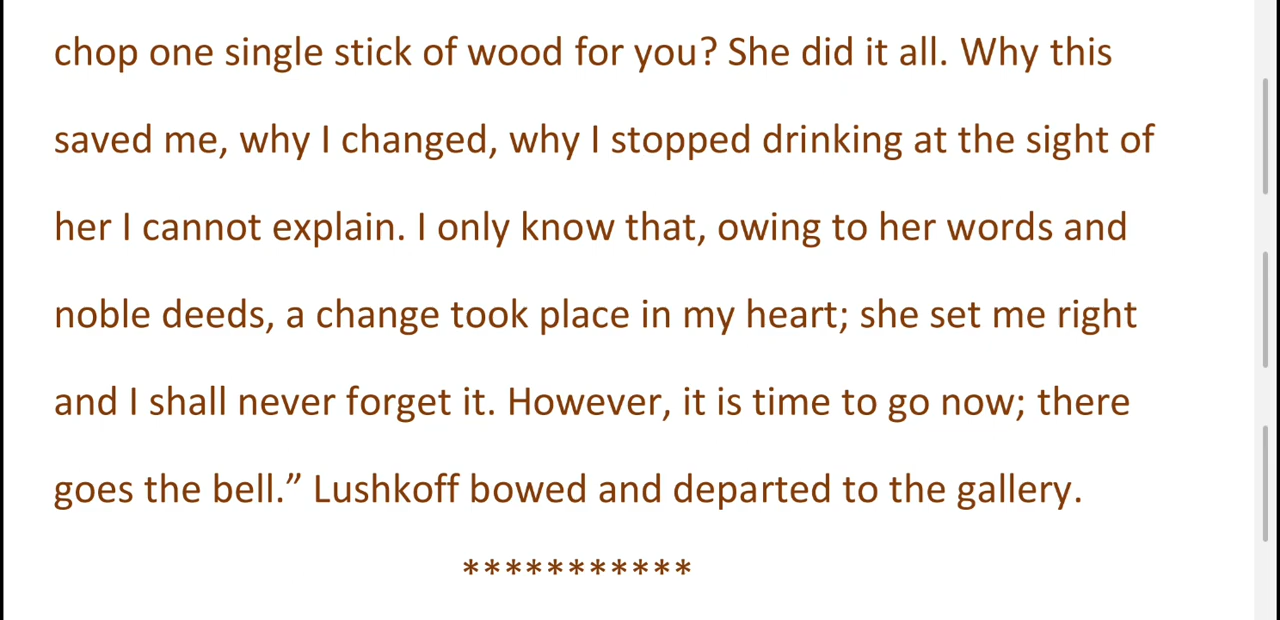 chop one single stick of wood for you? She did it all. Why this
saved me, why I changed, why I stopped drinking at the sight of
her I cannot explain. I only know that, owing to her words and
noble deeds, a change took place in my heart; she set me right
and I shall never forget it. However, it is time to go now; there
goes the bell.” Lushkoff bowed and departed to the gallery.
***********